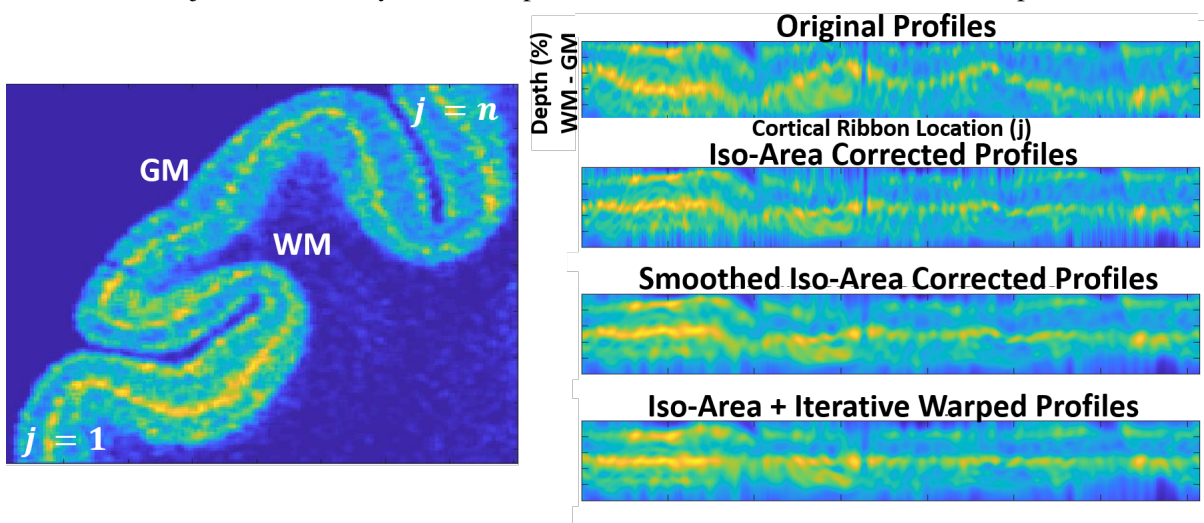 Original Profiles
Depth (%)
WM - GM
Cortical Ribbon Location (j)
Iso-Area Corrected Profiles
Smoothed Iso-Area Corrected Profiles
Iso-Area + Iterative Warped Profiles
j = n
GM
WM
j = 1